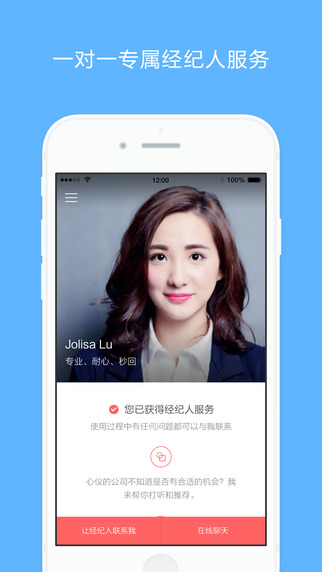 一对一专属经纪人服务
12:00
100%
Jolisa Lu
专业、耐心、秒回
您已获得经纪人服务
使用过程中有任何问题都可以与我联系
心仪的公司不知道是否有合适的机会？我
来帮你打听和推荐。
让经纪人联系我
在线聊天